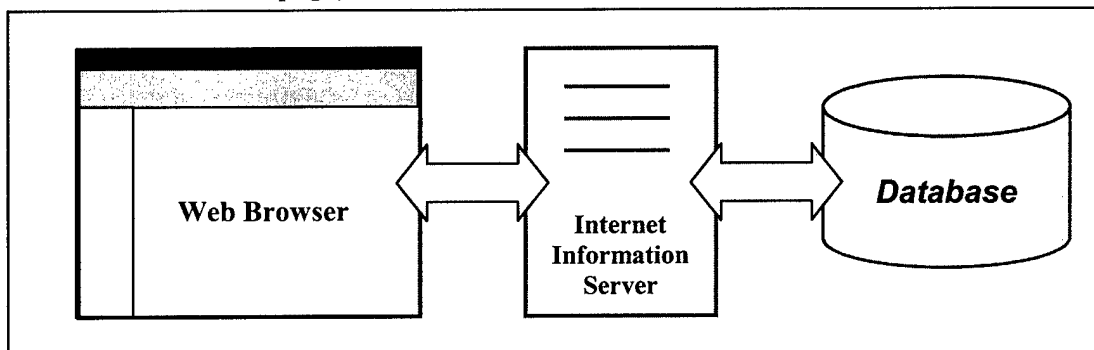 Web Browser
Internet
Information
Server
Database